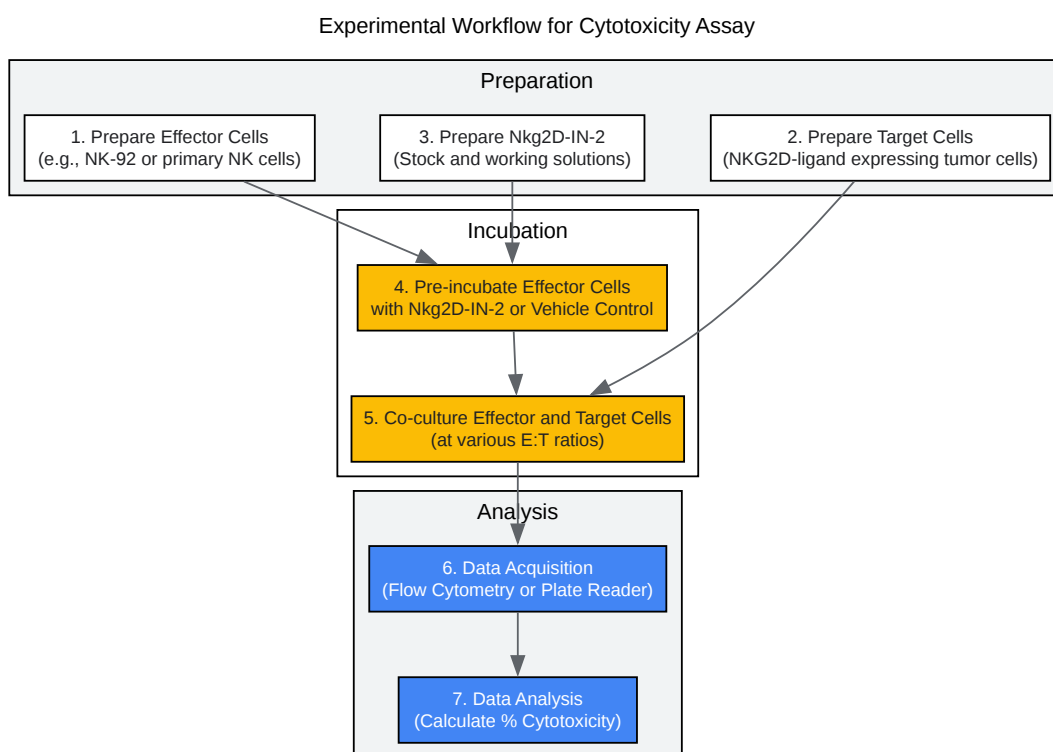 Experimental Workflow for Cytotoxicity Assay
Preparation
1. Prepare Effector Cells
(e.g., NK-92 or primary NK cells)
3. Prepare Nkg2D-IN-2
(Stock and working solutions)
2. Prepare Target Cells
(NKG2D-ligand expressing tumor cells)
Incubation
4. Pre-incubate Effector Cells
with Nkg2D-IN-2 or Vehicle Control
5. Co-culture Effector and Target Cells
(at various E:T ratios)
Analysis
6. Data Acquisition
(Flow Cytometry or Plate Reader)
7. Data Analysis
(Calculate % Cytotoxicity)